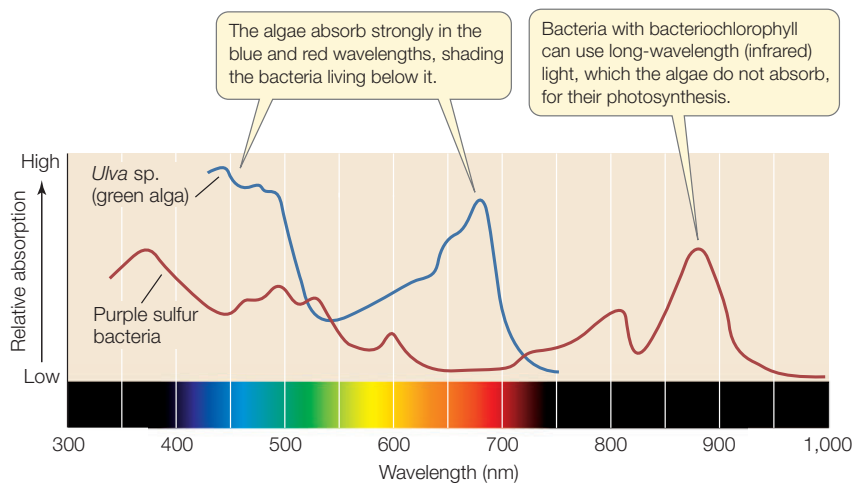 The algae absorb strongly in the
blue and red wavelengths, shading
the bacteria living below it.
Bacteria with bacteriochlorophyll
can use long-wavelength (infrared)
light, which the algae do not absorb,
for their photosynthesis.
High
Ulva sp.
(green alga)
Relative absorption
Purple sulfur
bacteria
Low
300 400 500 600 700 800 900 1,000
Wavelength (nm)